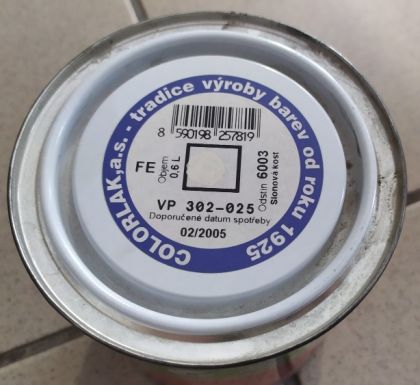 COLORLAK,a.s. - tradice výroby barev od roku 1925
8 590198 257819
FE
Objem
0,6 L
Odstín 6003
Slonová kost
VP 302-025
Doporučené datum spotřeby
02/2005